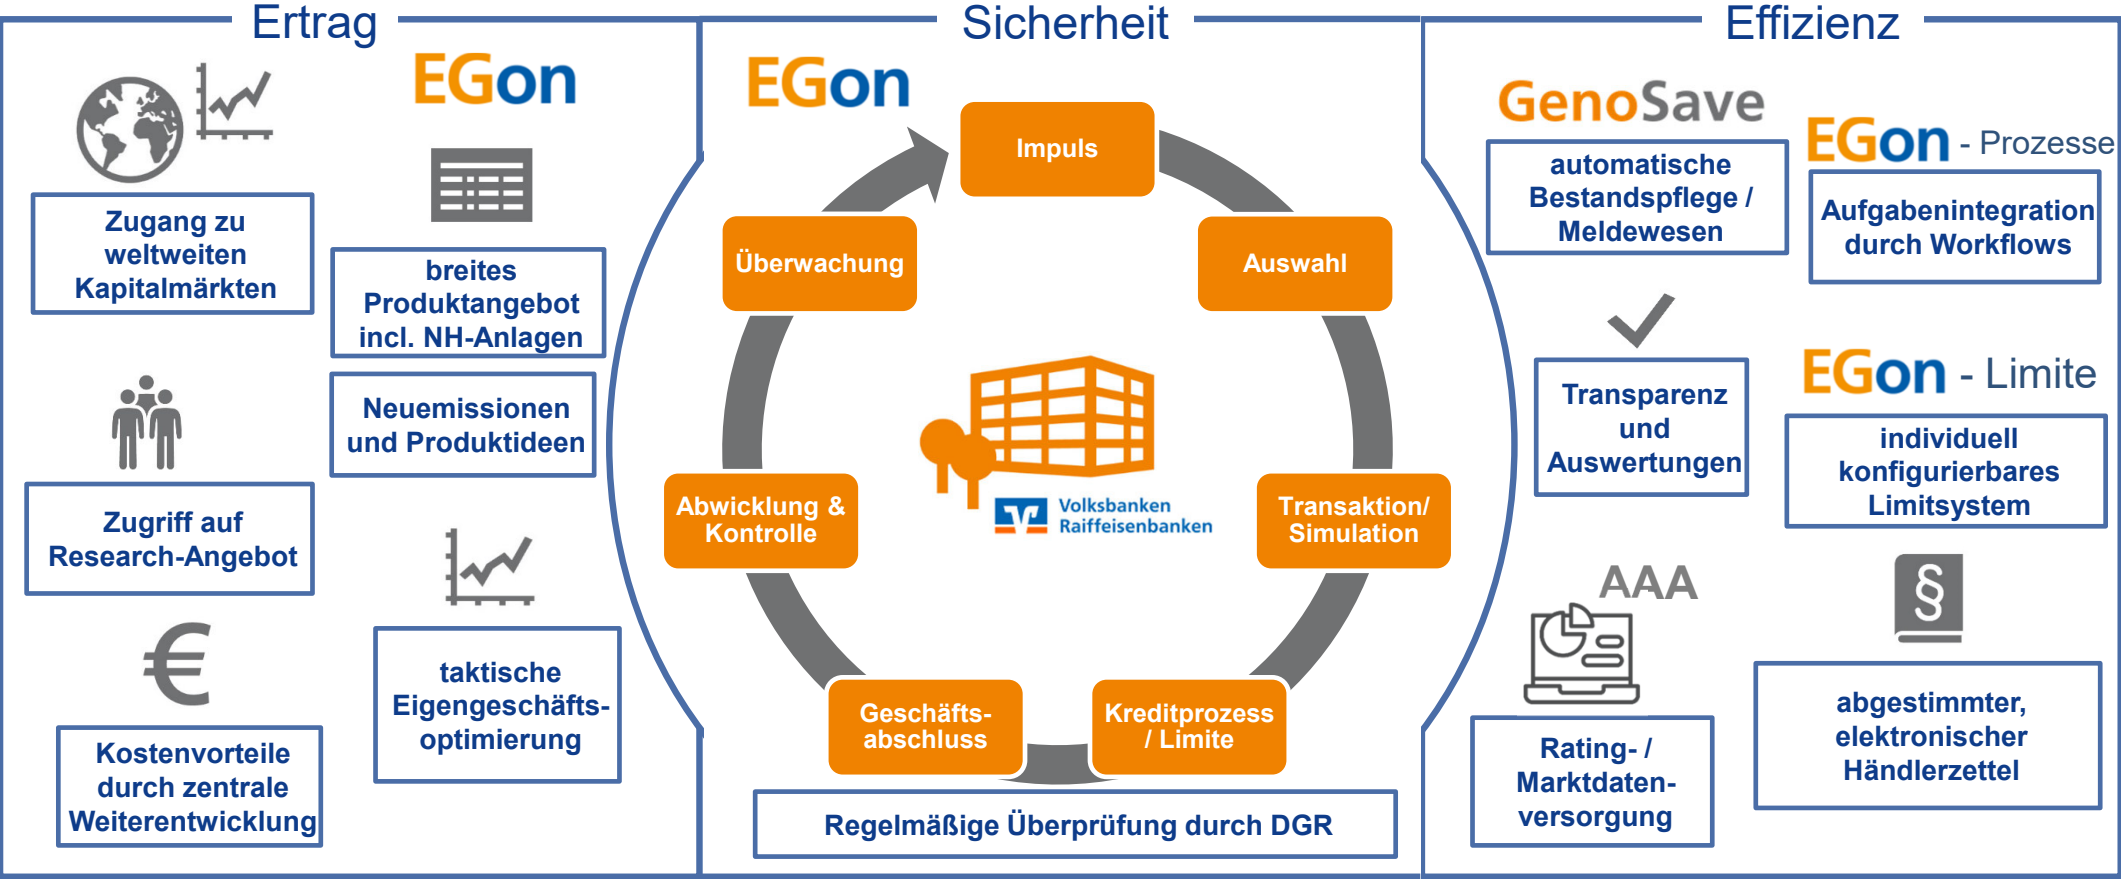 Ertrag
EGon
Zugang zu
weltweiten
Kapitalmärkten
breites
Produktangebot
incl. NH-Anlagen
Neuemissionen
und Produktideen
Zugriff auf
Research-Angebot
€
Kostenvorteile
durch zentrale
Weiterentwicklung
taktische
Eigengeschäfts-
optimierung
Sicherheit
EGon
Impuls
Auswahl
Transaktion/
Simulation
Kreditprozess
/ Limite
Geschäfts-
abschluss
Abwicklung &
Kontrolle
Überwachung
Volksbanken
Raiffeisenbanken
Regelmäßige Überprüfung durch DGR
Effizienz
GenoSave
automatische
Bestandspflege /
Meldewesen
EGon - Prozesse
Aufgabenintegration
durch Workflows
Transparenz
und
Auswertungen
EGon - Limite
individuell
konfigurierbares
Limitsystem
AAA
Rating- /
Marktdaten-
versorgung
§
abgestimmter,
elektronischer
Händlerzettel